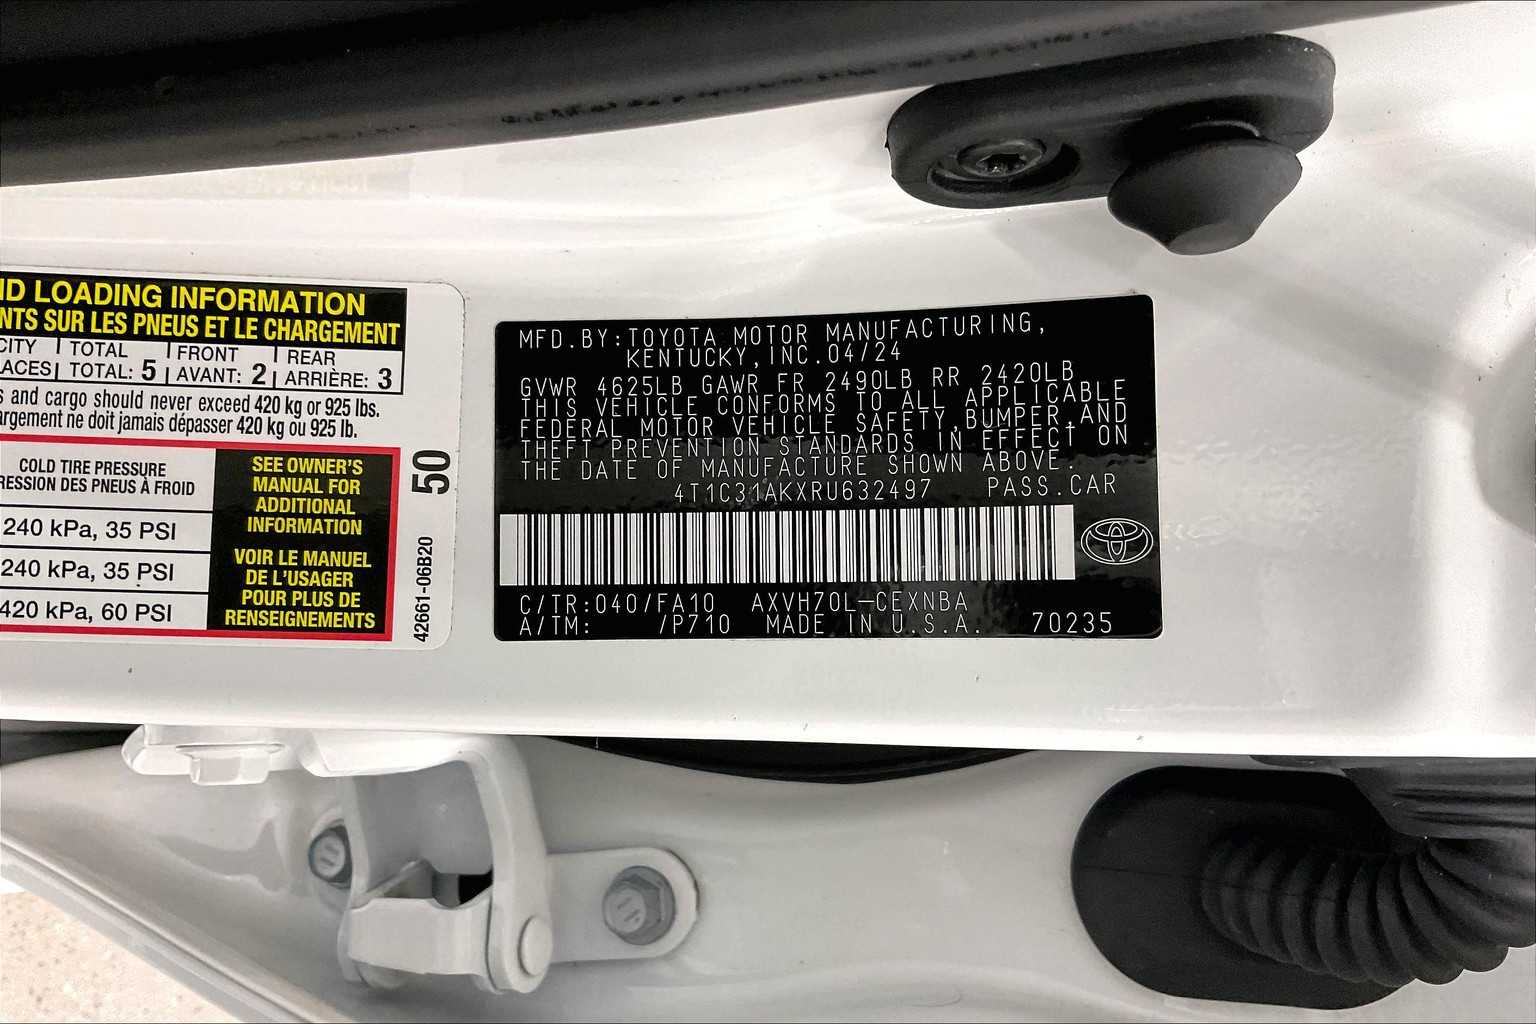 ND LOADING INFORMATION
NTS SUR LES PNEUS ET LE CHARGEMENT
CITY TOTAL FRONT REAR
LACES TOTAL: 5 AVANT: 2 ARRIÈRE: 3
s and cargo should never exceed 420 kg or 925 lbs.
argement ne doit jamais dépasser 420 kg ou 925 lb.
COLD TIRE PRESSURE
RESSION DES PNEUS À FROID
240 kPa, 35 PSI
240 kPa, 35 PSI
420 kPa, 60 PSI
SEE OWNER'S
MANUAL FOR
ADDITIONAL
INFORMATION
VOIR LE MANUEL
DE L'USAGER
POUR PLUS DE
RENSEIGNEMENTS
50
42661-06B20
MFD.BY:TOYOTA MOTOR MANUFACTURING,
KENTUCKY,INC.04/24
GVWR 4625LB GAWR FR 2490LB RR 2420LB
THIS VEHICLE CONFORMS TO ALL APPLICABLE
FEDERAL MOTOR VEHICLE SAFETY,BUMPER,AND
THEFT PREVENTION STANDARDS IN EFFECT ON
THE DATE OF MANUFACTURE SHOWN ABOVE.
4T1C31AKXRU632497 PASS.CAR
C/TR:040/FA10 AXVH70L-CEXNBA
A/TM: /P710 MADE IN U.S.A. 70235